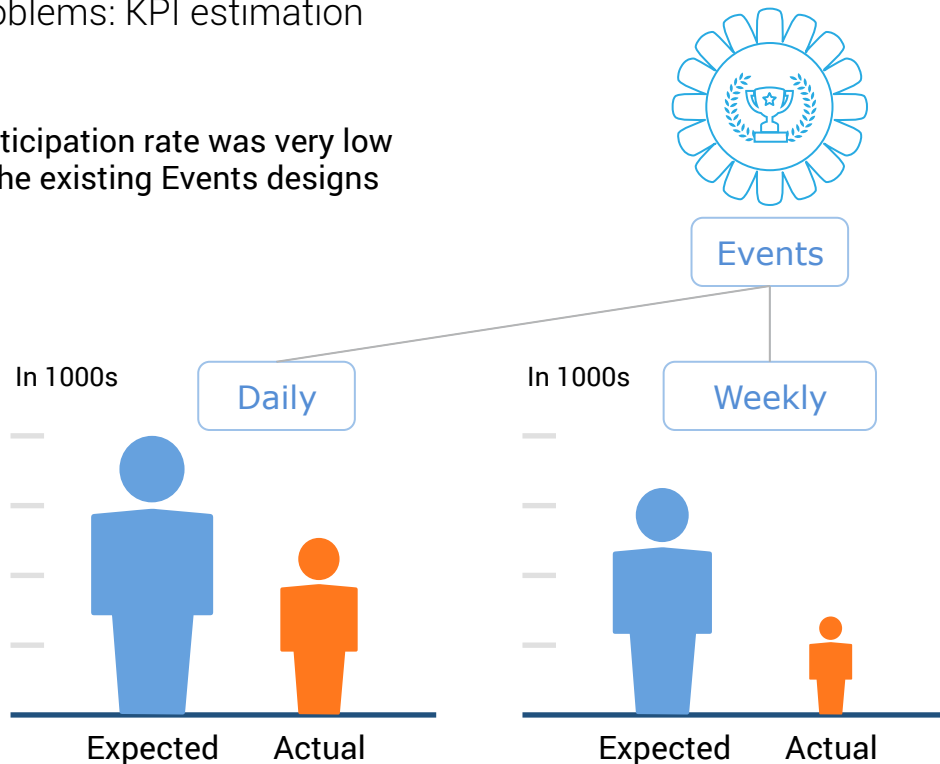 oblems: KPI estimation
ticipation rate was very low
he existing Events designs
Events
In 1000s
Daily
In 1000s
Weekly
Expected
Actual
Expected
Actual